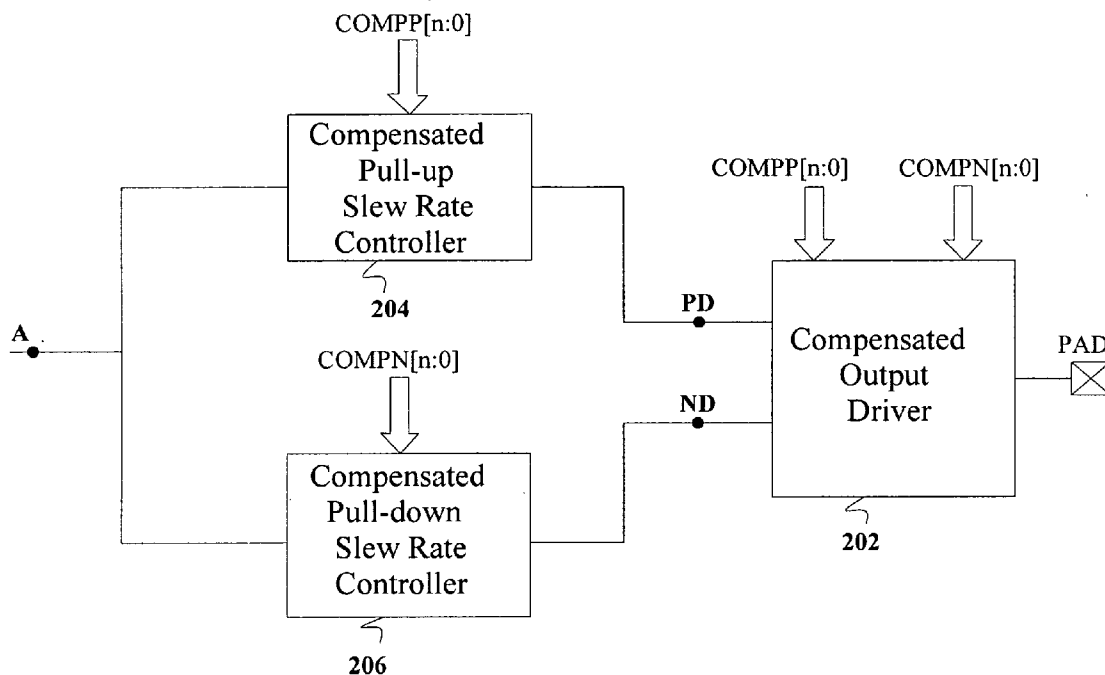 COMPP[n:0]
Compensated
Pull-up
Slew Rate
Controller
204
A
COMPN[n:0]
Compensated
Pull-down
Slew Rate
Controller
206
PD
ND
COMPP[n:0]
COMPN[n:0]
Compensated
Output
Driver
202
PAD